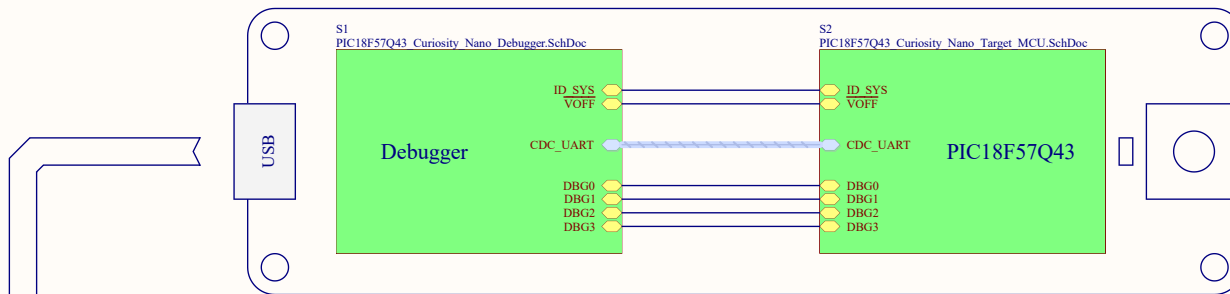 S1
PIC18F57Q43_Curiosity_Nano_Debugger.SchDoc
ID_SYS
VOFF
CDC_UART
DBG0
DBG1
DBG2
DBG3
Debugger
USB
S2
PIC18F57Q43_Curiosity_Nano_Target_MCU.SchDoc
ID_SYS
VOFF
CDC_UART
DBG0
DBG1
DBG2
DBG3
PIC18F57Q43